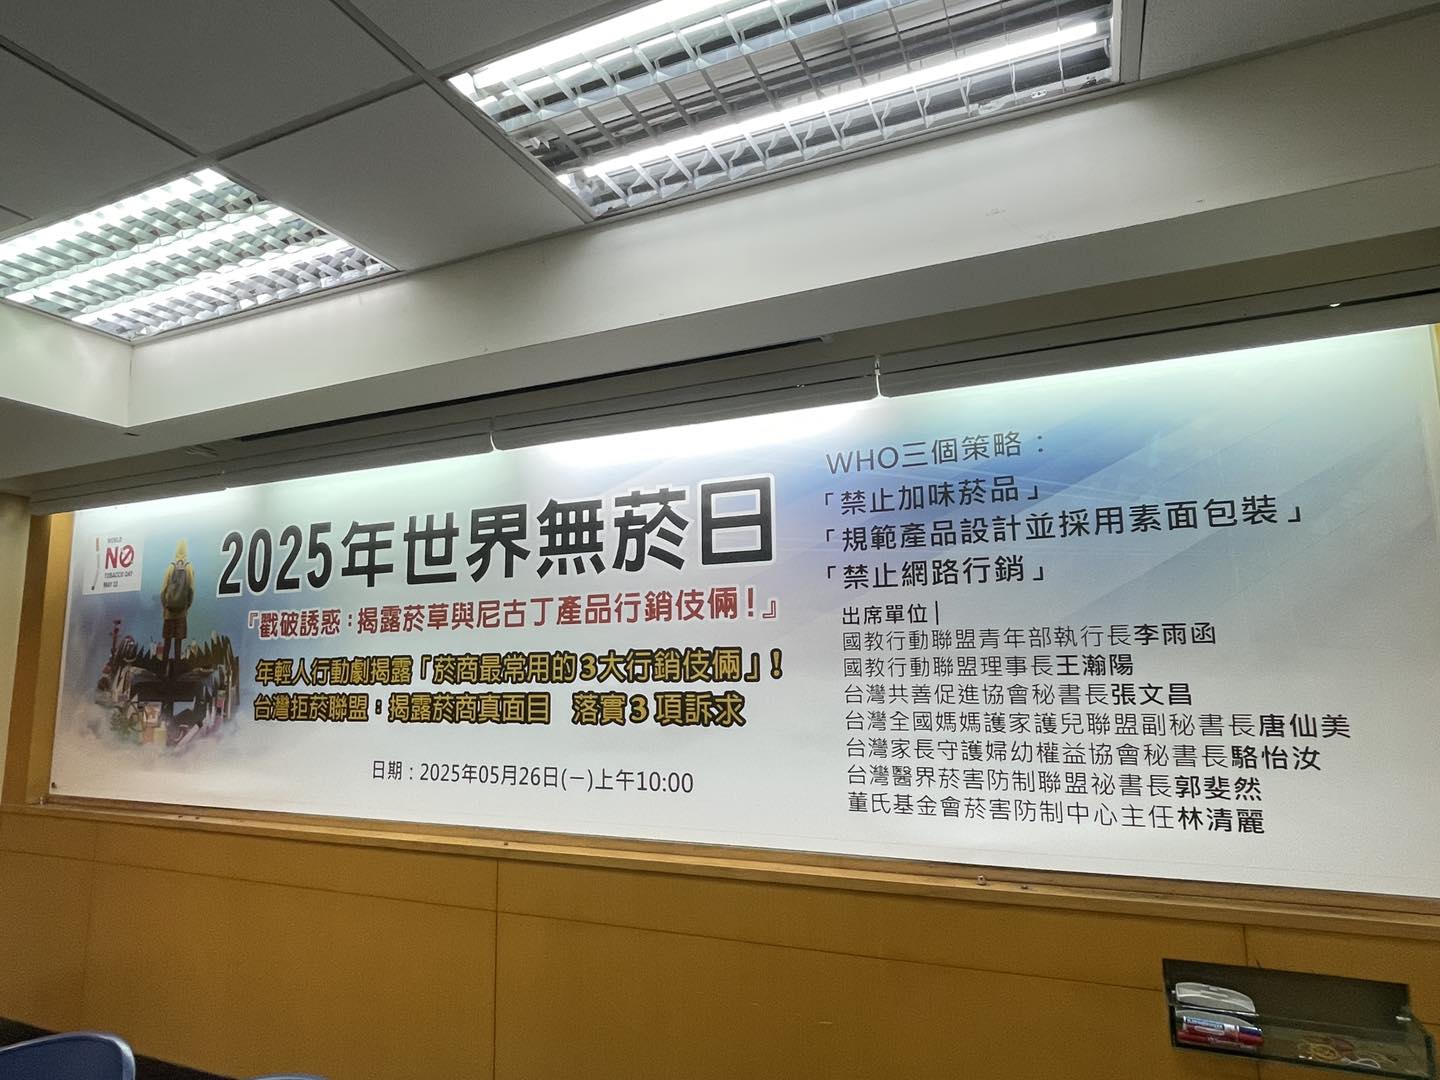 WORLD
NO
TOBACCO DAY
MAY 31
2025年世界無菸日
『戳破誘惑：揭露菸草與尼古丁產品行銷伎倆！』
年輕人行動劇揭露「菸商最常用的3大行銷伎倆」！
台灣拒菸聯盟：揭露菸商真面目 落實3項訴求
日期：2025年05月26日(一)上午10:00
WHO三個策略：
「禁止加味菸品」
「規範產品設計並採用素面包裝」
「禁止網路行銷」
出席單位|
國教行動聯盟青年部執行長李雨函
國教行動聯盟理事長王瀚陽
台灣共善促進協會秘書長張文昌
台灣全國媽媽護家護兒聯盟副秘書長唐仙美
台灣家長守護婦幼權益協會秘書長駱怡汝
台灣醫界菸害防制聯盟祕書長郭斐然
董氏基金會菸害防制中心主任林清麗